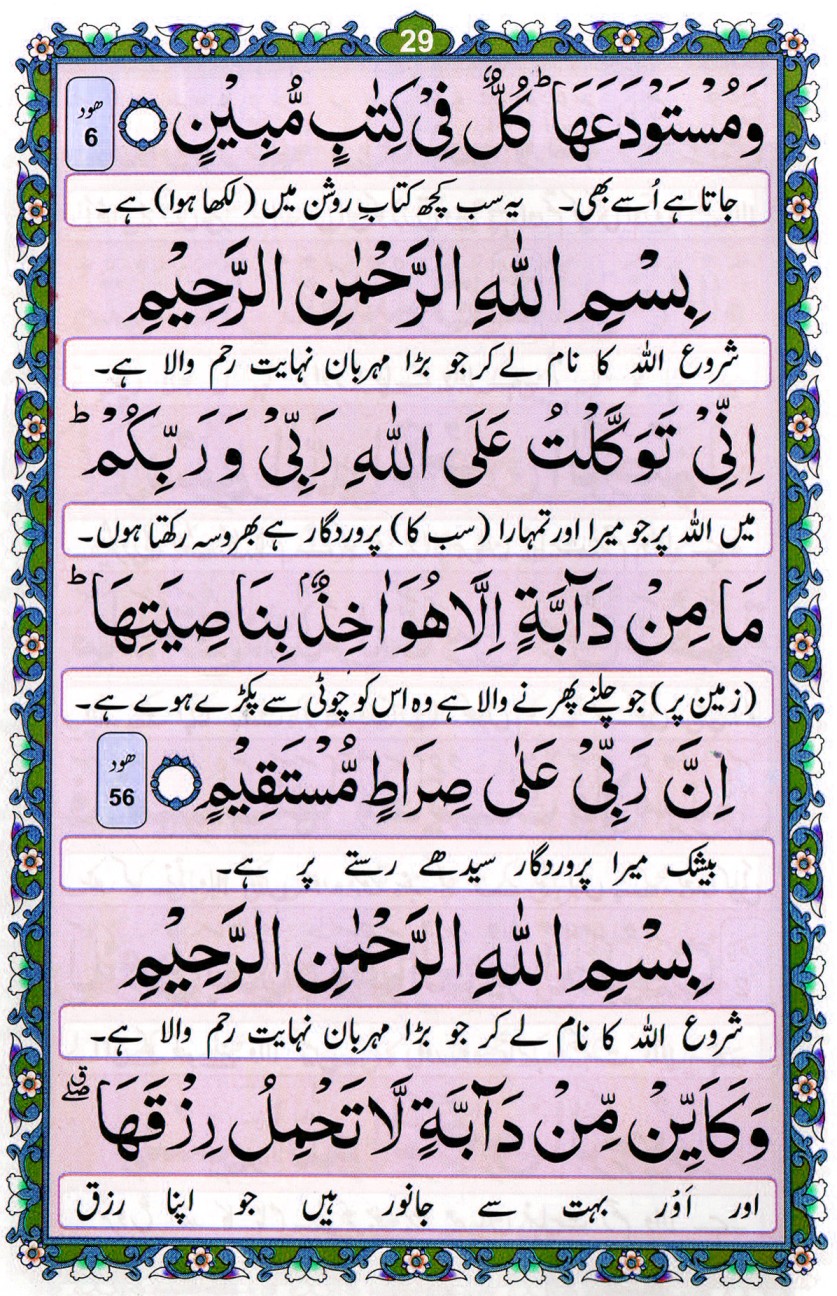 29
وَمُسْتَوْدَعَهَا ؕ كُلٌّ فِیْ كِتٰبٍ مُّبِیْنٍ ھود 6
جاتا ہے اُسے بھی۔ یہ سب کچھ کتابِ روشن میں (لکھا ہوا) ہے۔
بِسْمِ اللّٰهِ الرَّحْمٰنِ الرَّحِیْمِ
شروع اللہ کا نام لے کر جو بڑا مہربان نہایت رحم والا ہے۔
اِنِّیْ تَوَكَّلْتُ عَلَی اللّٰهِ رَبِّیْ وَ رَبِّكُمْ ؕ
میں اللہ پر جو میرا اور تمہارا (سب کا) پروردگار ہے بھروسہ رکھتا ہوں۔
مَا مِنْ دَآبَّةٍ اِلَّا هُوَ اٰخِذٌۢ بِنَاصِیَتِهَا ؕ
(زمین پر) جو چلنے پھرنے والا ہے وہ اس کو چوٹی سے پکڑے ہوے ہے۔
اِنَّ رَبِّیْ عَلٰی صِرَاطٍ مُّسْتَقِیْمٍ ھود 56
بیشک میرا پروردگار سیدھے رستے پر ہے۔
بِسْمِ اللّٰهِ الرَّحْمٰنِ الرَّحِیْمِ
شروع اللہ کا نام لے کر جو بڑا مہربان نہایت رحم والا ہے۔
وَكَاَیِّنْ مِّنْ دَآبَّةٍ لَّا تَحْمِلُ رِزْقَهَا ۗۖ
اور اَوْر بہت سے جانور ہیں جو اپنا رزق